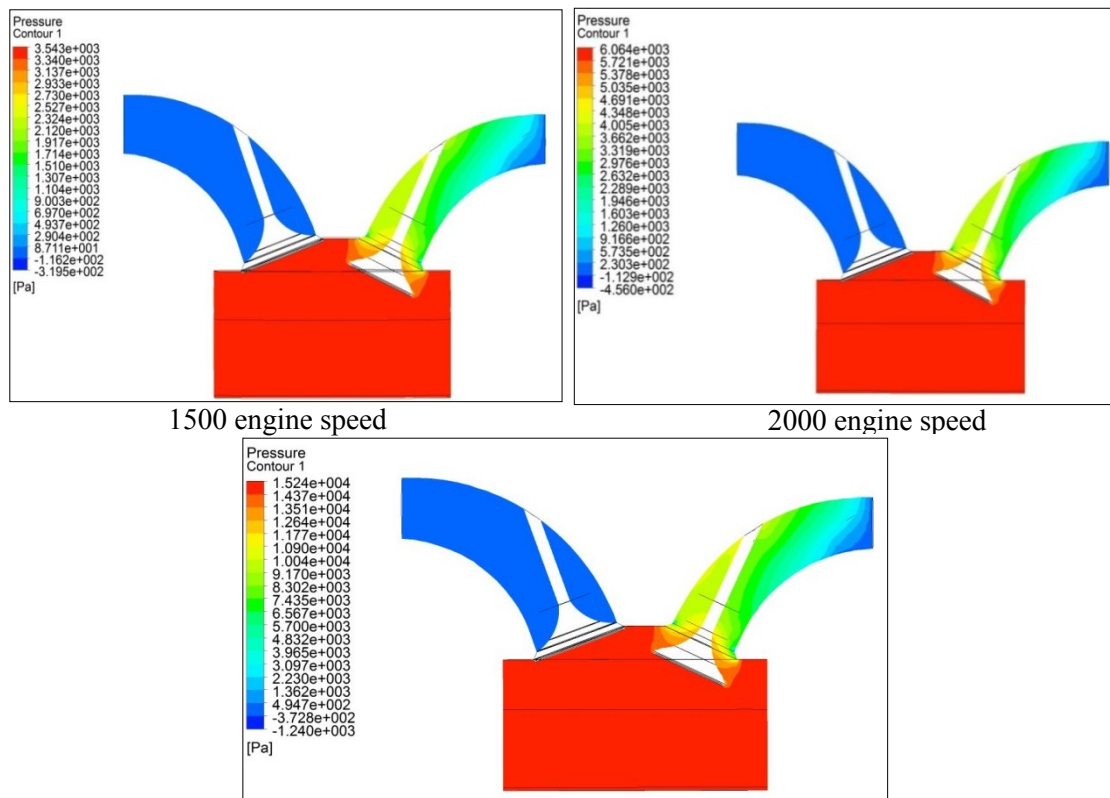 Pressure
Contour 1
3.543e+003
3.340e+003
3.137e+003
2.933e+003
2.730e+003
2.527e+003
2.324e+003
2.120e+003
1.917e+003
1.714e+003
1.510e+003
1.307e+003
1.104e+003
9.003e+002
6.970e+002
4.937e+002
2.904e+002
8.711e+001
-1.162e+002
-3.195e+002
[Pa]
1500 engine speed
Pressure
Contour 1
6.064e+003
5.721e+003
5.378e+003
5.035e+003
4.691e+003
4.348e+003
4.005e+003
3.662e+003
3.319e+003
2.976e+003
2.632e+003
2.289e+003
1.946e+003
1.603e+003
1.260e+003
9.166e+002
5.735e+002
2.303e+002
-1.129e+002
-4.560e+002
[Pa]
2000 engine speed
Pressure
Contour 1
1.524e+004
1.437e+004
1.351e+004
1.264e+004
1.177e+004
1.090e+004
1.004e+004
9.170e+003
8.302e+003
7.435e+003
6.567e+003
5.700e+003
4.832e+003
3.965e+003
3.097e+003
2.230e+003
1.362e+003
4.947e+002
-3.728e+002
-1.240e+003
[Pa]